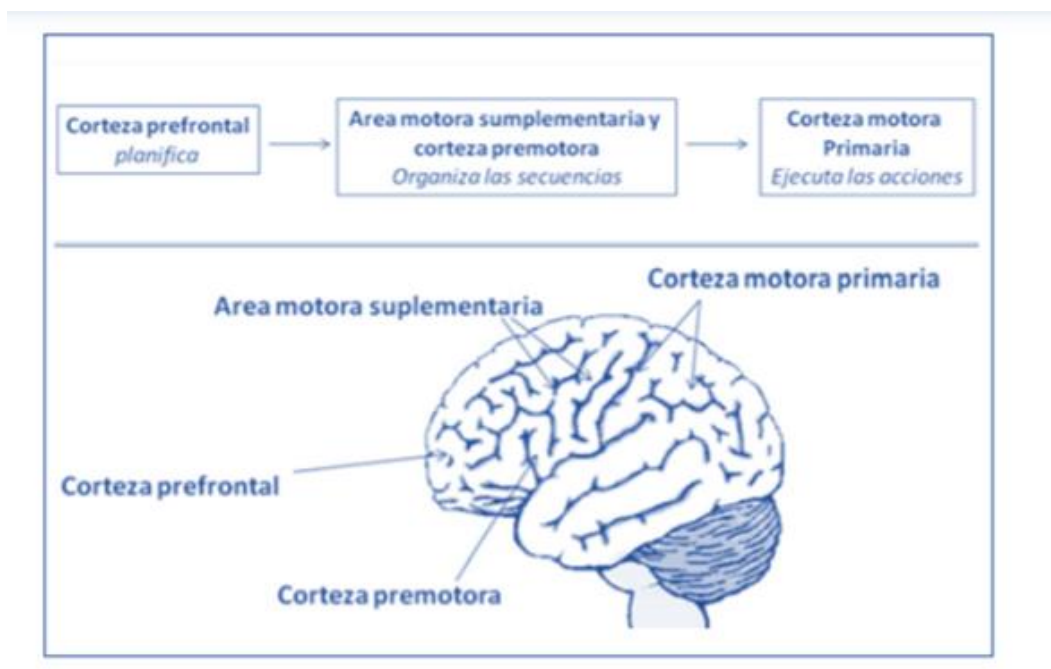 Corteza prefrontal
planifica
Area motora sumplementaria y
corteza premotora
Organiza las secuencias
Corteza motora
Primaria
Ejecuta las acciones
Corteza motora primaria
Area motora suplementaria
Corteza prefrontal
Corteza premotora